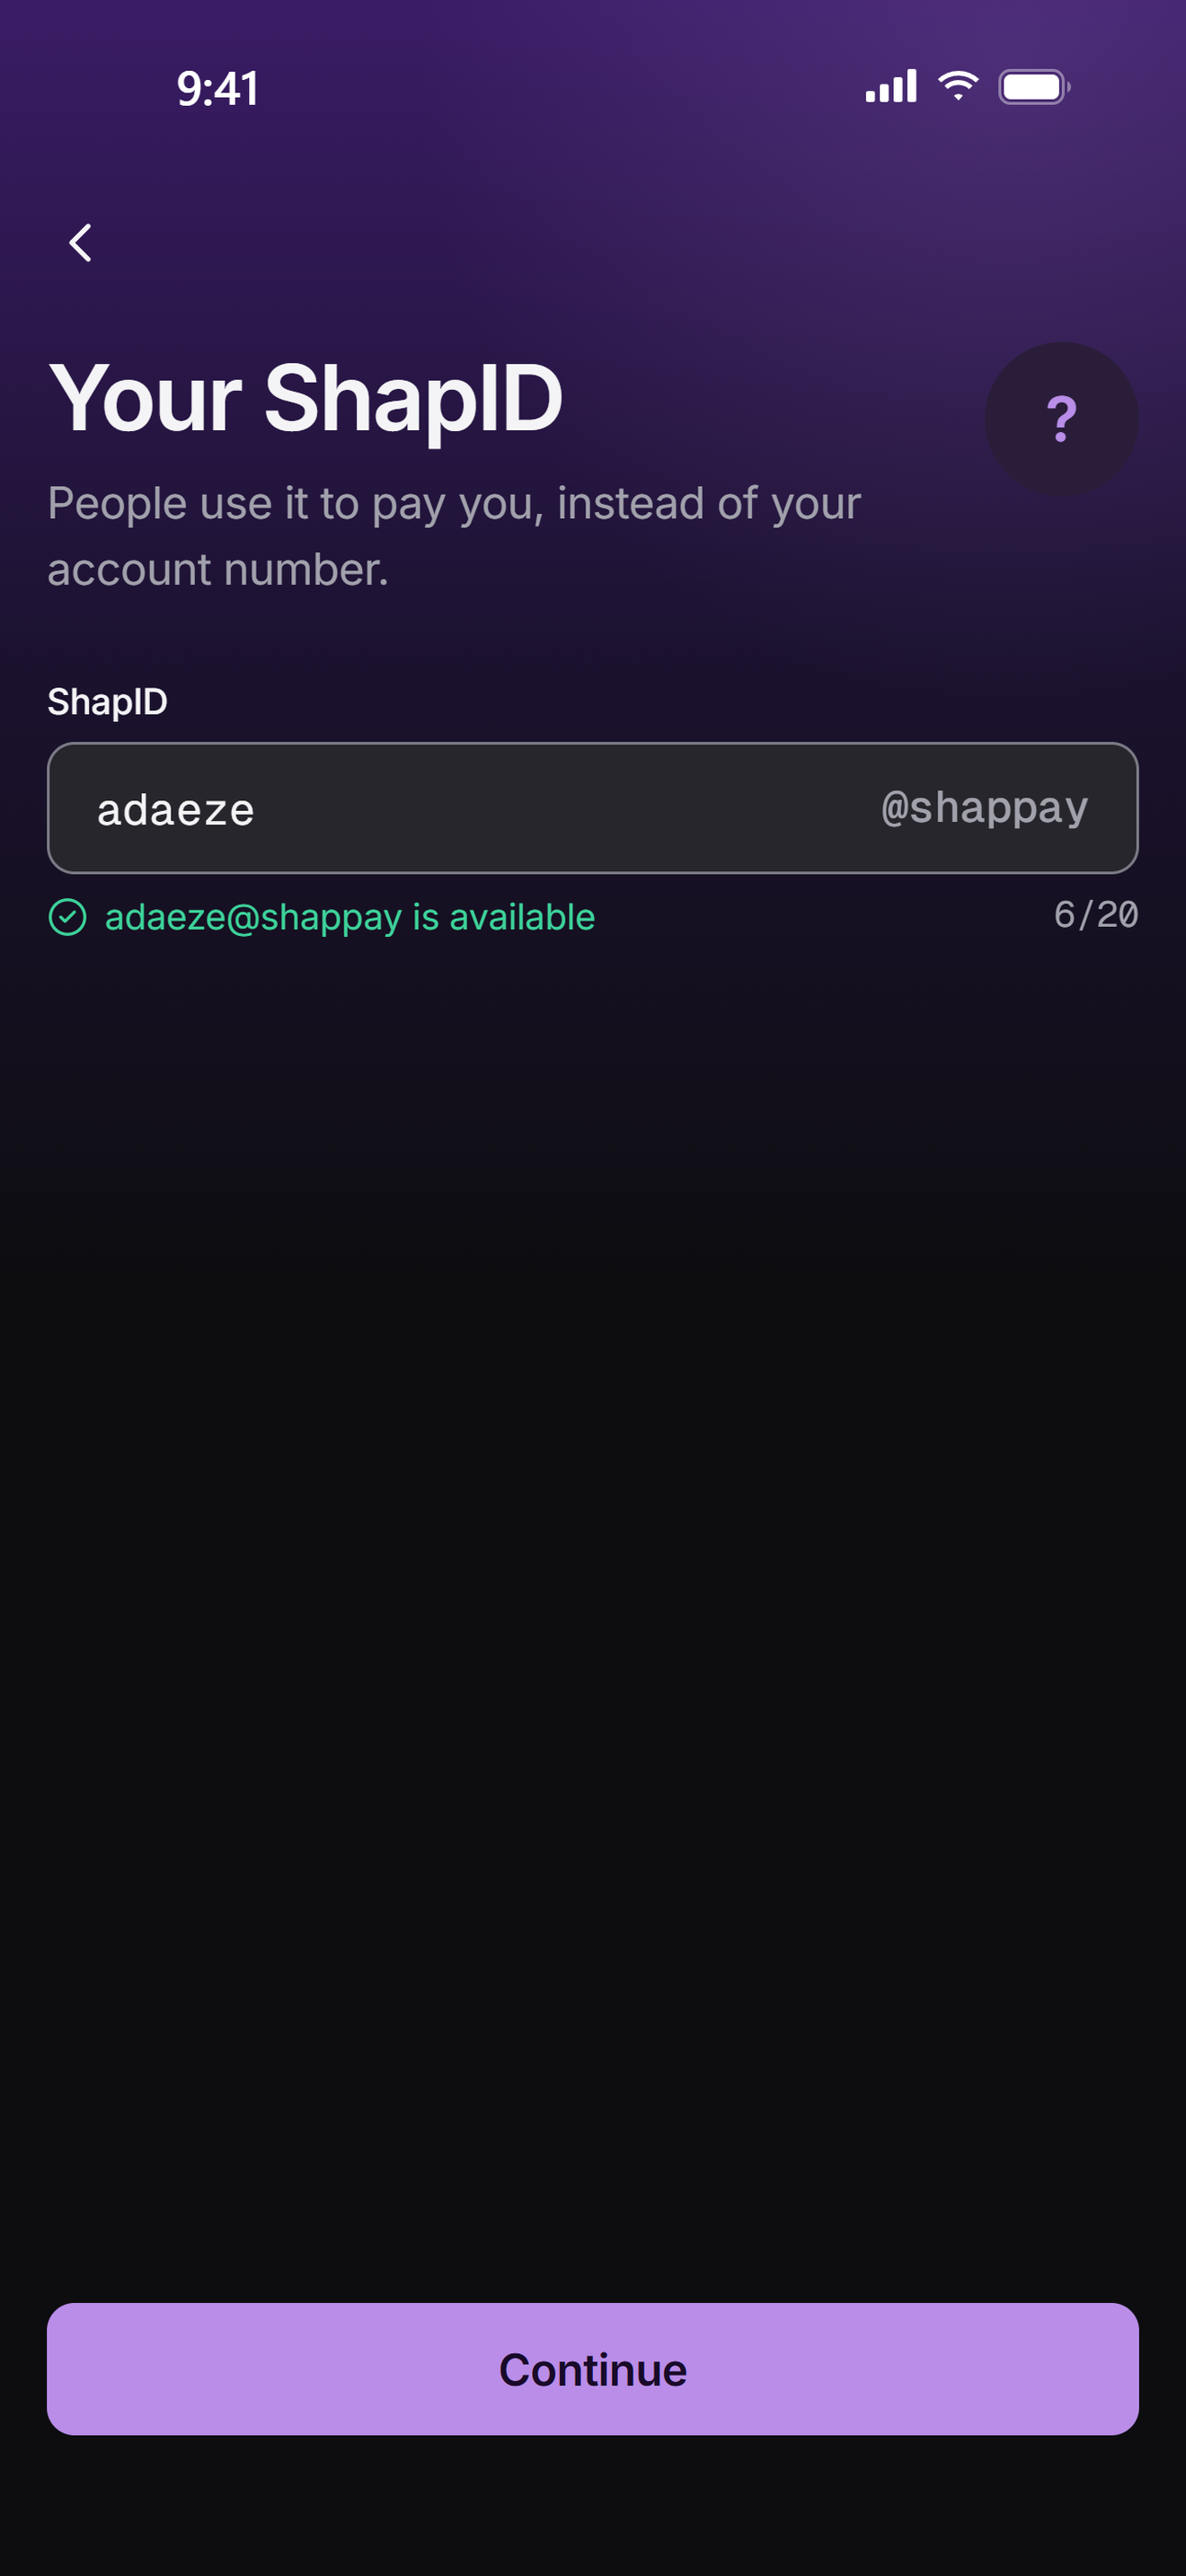 9:41
Your ShapID
?
People use it to pay you, instead of your
account number.
ShapID
adaeze @shappay
adaeze@shappay is available 6/20
Continue